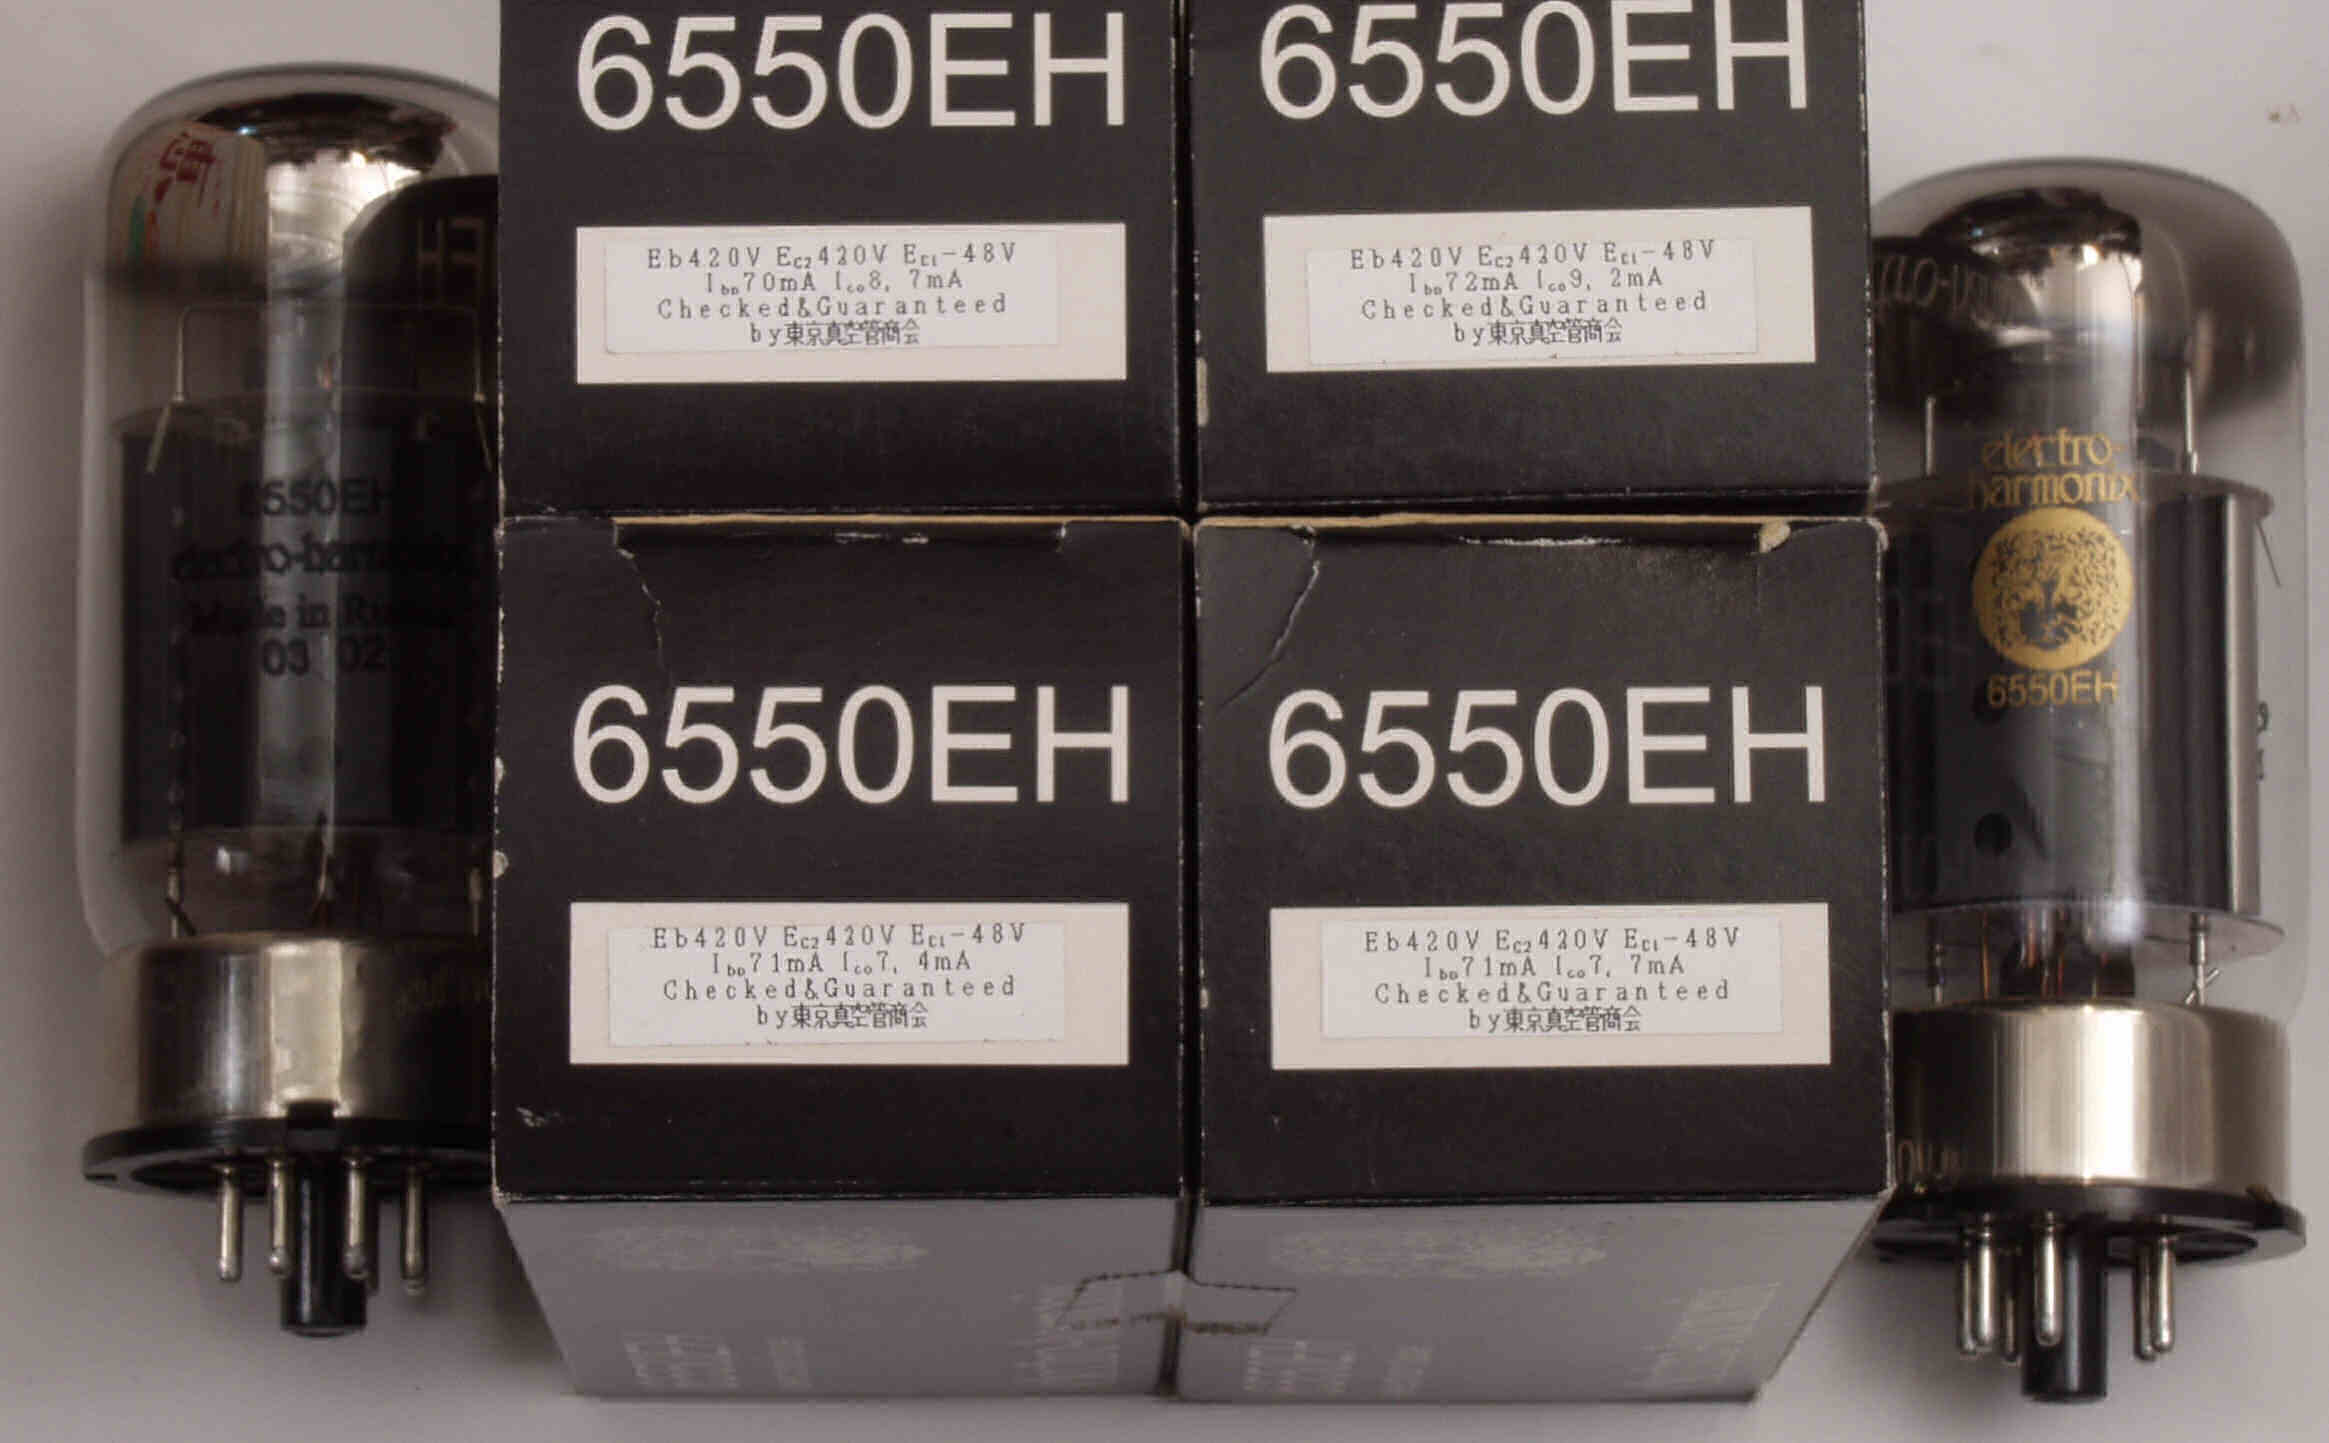 6550EH
6550EH
Eb420V Ec2420V Ec1-48V
Ibo70mA Ico8, 7mA
Checked&Guaranteed
by東京真空管商会
Eb420V Ec2420V Ec1-48V
Ibo72mA Ico9, 2mA
Checked&Guaranteed
by東京真空管商会
6550EH
electro-harmonix
Made in Russia
03 02
electro-
harmonix
6550EH
6550EH
6550EH
Eb420V Ec2420V Ec1-48V
Ibo71mA Ico7, 4mA
Checked&Guaranteed
by東京真空管商会
Eb420V Ec2420V Ec1-48V
Ibo71mA Ico7, 7mA
Checked&Guaranteed
by東京真空管商会